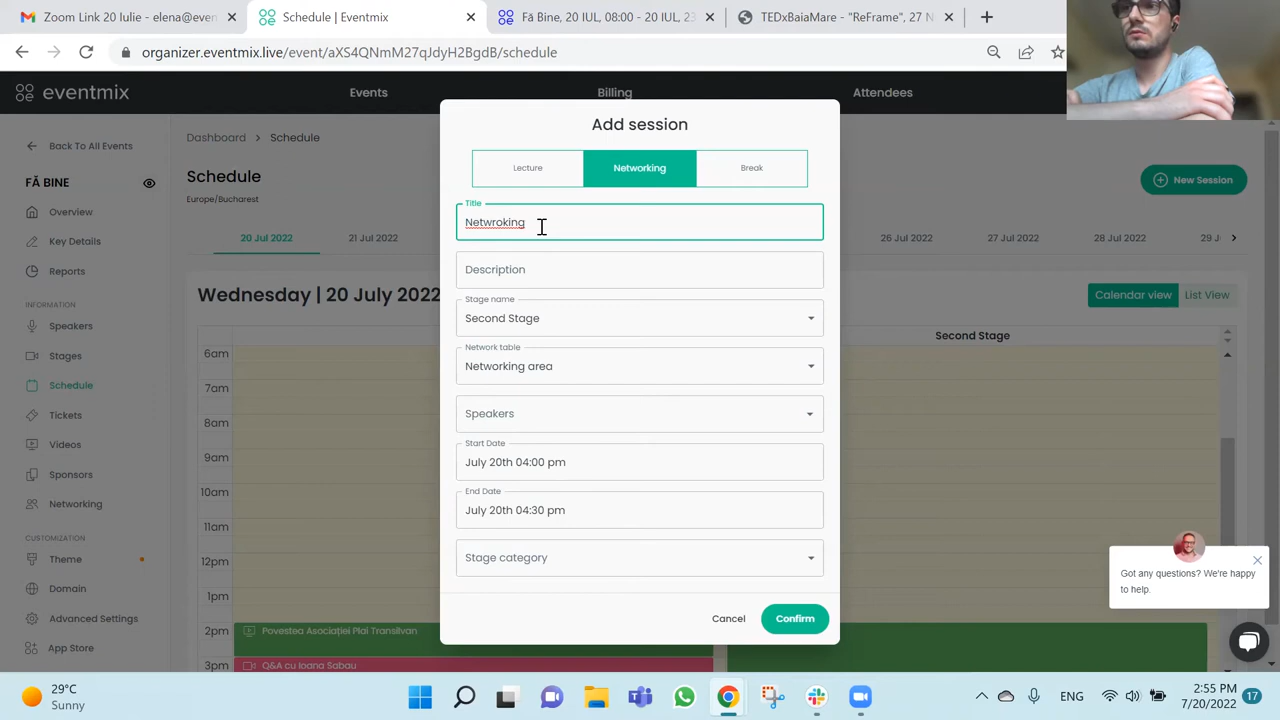 Zoom Link 20 Iulie - elena@even
Schedule | Eventmix
Fă Bine, 20 IUL, 08:00 - 20 IUL, 23
TEDxBaiaMare - "ReFrame", 27 N
organizer.eventmix.live/event/aXS4QNmM27qJdyH2BgdB/schedule
eventmix
Events
Billing
Attendees
Back To All Events
FĂ BINE
Overview
Key Details
Reports
INFORMATION
Speakers
Stages
Schedule
Tickets
Videos
Sponsors
Networking
CUSTOMIZATION
Theme
Domain
Advanced Settings
App Store
Dashboard > Schedule
Schedule
Europe/Bucharest
New Session
20 Jul 2022
21 Jul 2022
26 Jul 2022
27 Jul 2022
28 Jul 2022
29 J
Wednesday | 20 July 2022
Calendar view
List View
Second Stage
6am
7am
8am
9am
10am
11am
12pm
1pm
2pm
3pm
Povestea Asociației Plai Transilvan
Q&A cu Ioana Sabau
Add session
Lecture
Networking
Break
Title
Netwroking
Description
Stage name
Second Stage
Network table
Networking area
Speakers
Start Date
July 20th 04:00 pm
End Date
July 20th 04:30 pm
Stage category
Cancel
Confirm
Got any questions? We're happy
to help.
29°C
Sunny
ENG
2:55 PM
7/20/2022
17